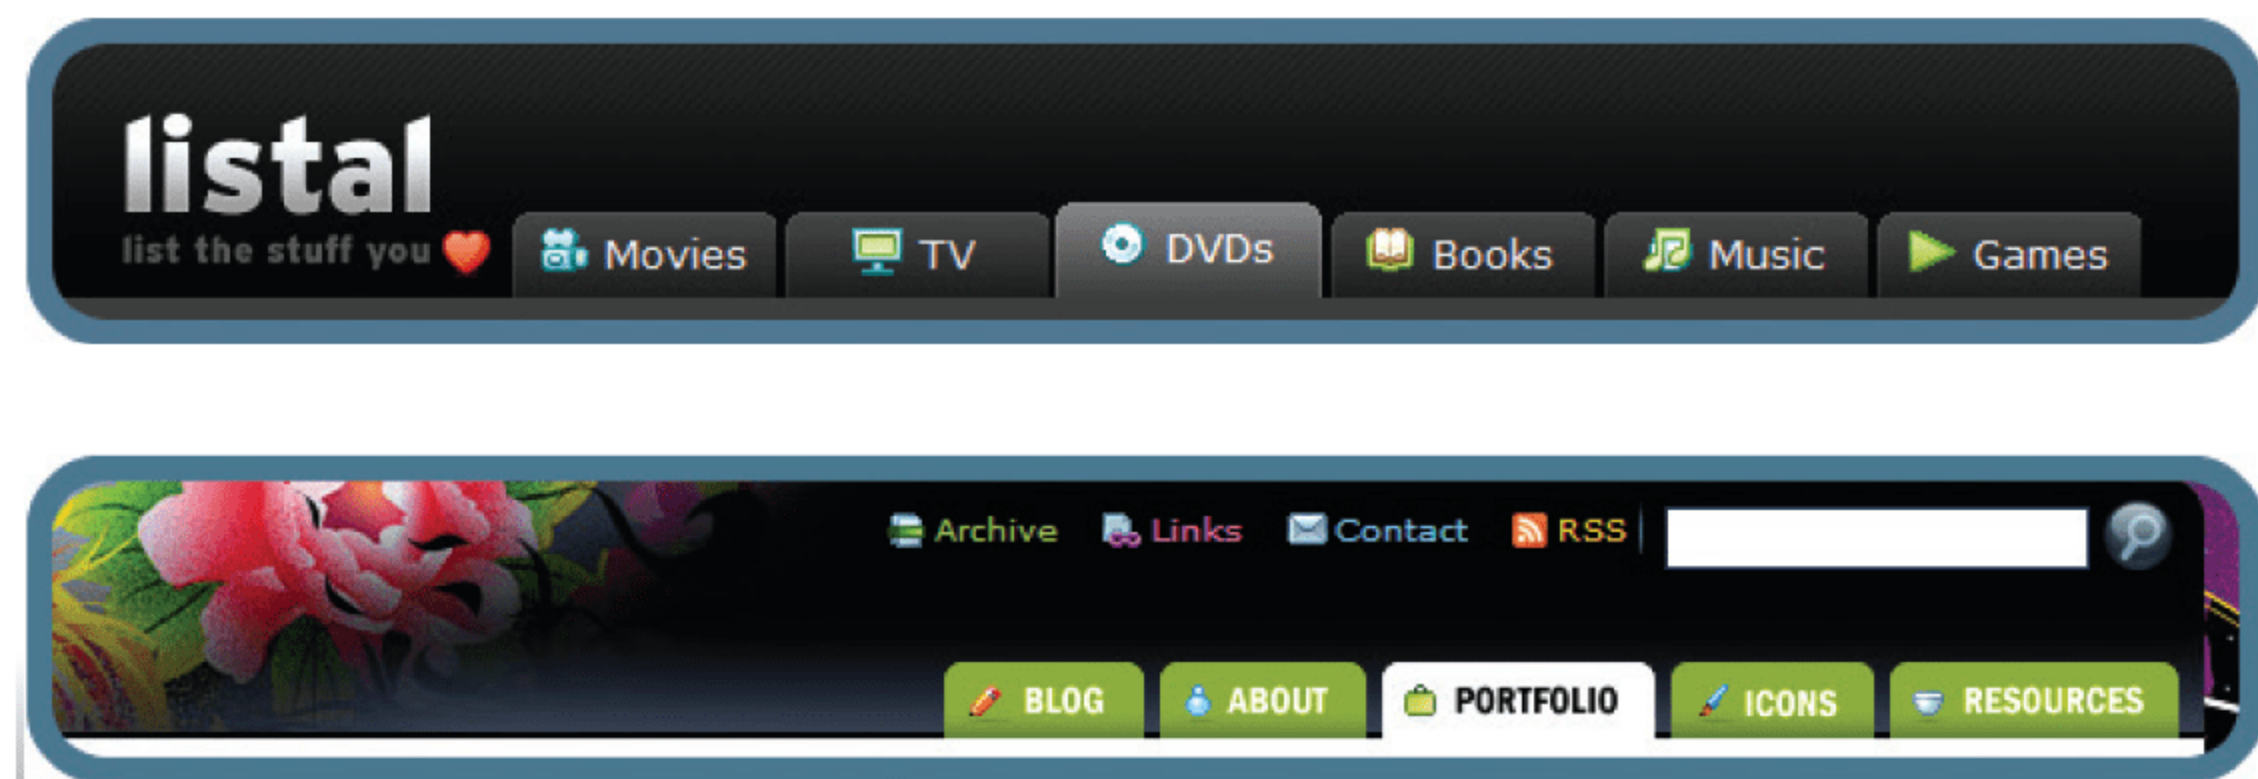 listal
list the stuff you
Movies TV DVDs Books Music Games
Archive Links Contact RSS
BLOG ABOUT PORTFOLIO ICONS RESOURCES